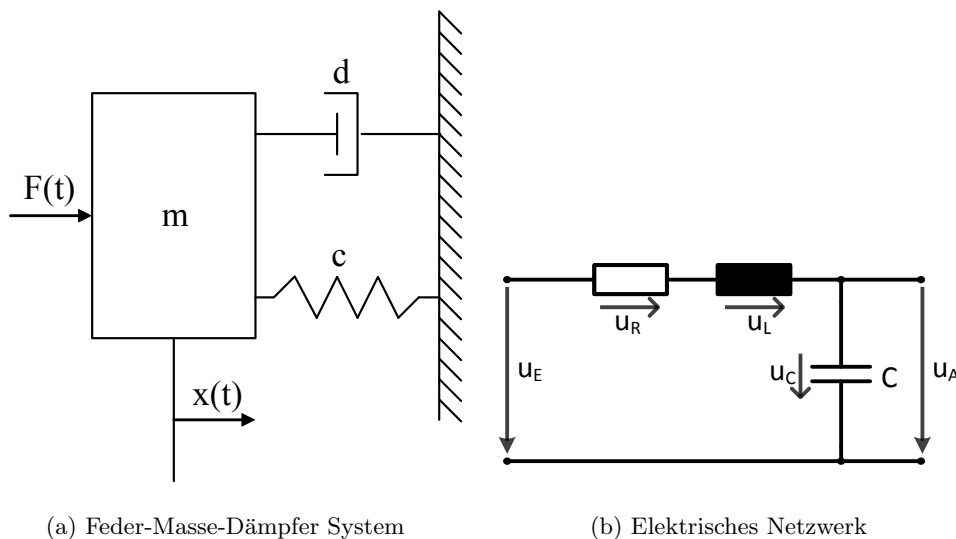 d
F(t)
m
c
x(t)
u_R
u_L
u_E
u_C
C
u_A
(a) Feder-Masse-Dämpfer System
(b) Elektrisches Netzwerk